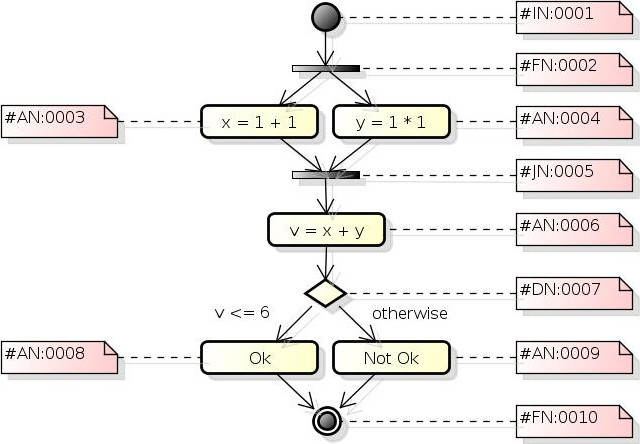 #IN:0001
#FN:0002
#AN:0003
x = 1 + 1
y = 1 * 1
#AN:0004
#JN:0005
v = x + y
#AN:0006
#DN:0007
v <= 6
otherwise
#AN:0008
Ok
Not Ok
#AN:0009
#FN:0010